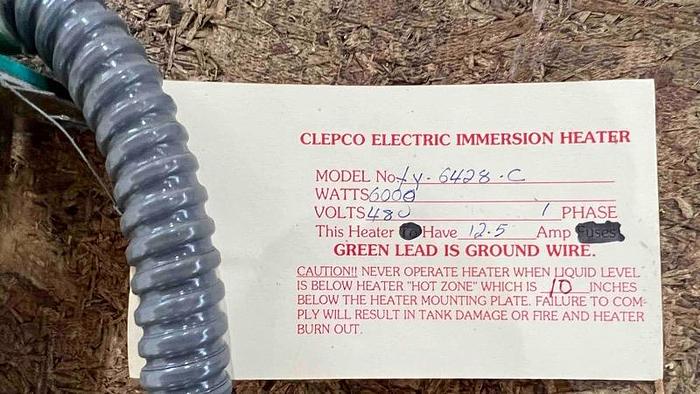 CLEPCO ELECTRIC IMMERSION HEATER
MODEL No. Ly-6428-C
WATTS 6000
VOLTS 480 1 PHASE
This Heater Have 12.5 Amp
GREEN LEAD IS GROUND WIRE.
CAUTION!! NEVER OPERATE HEATER WHEN LIQUID LEVEL
IS BELOW HEATER "HOT ZONE" WHICH IS 10 INCHES
BELOW THE HEATER MOUNTING PLATE. FAILURE TO COM-
PLY WILL RESULT IN TANK DAMAGE OR FIRE AND HEATER
BURN OUT.